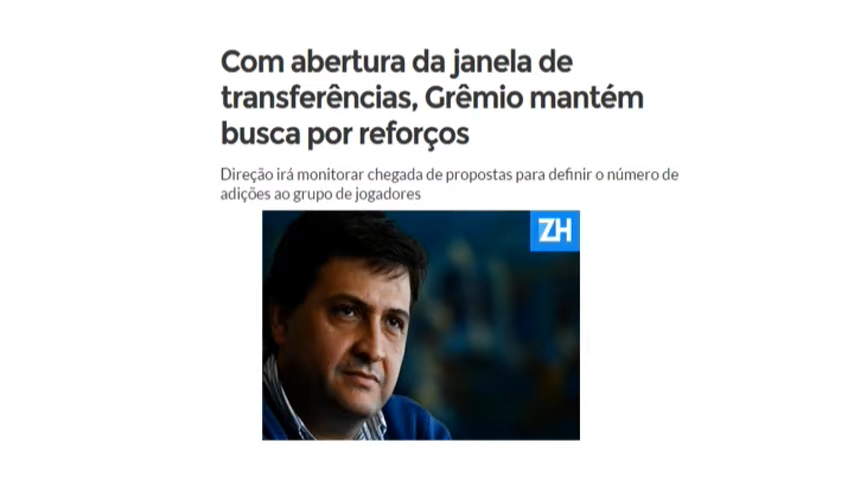 Com abertura da janela de
transferências, Grêmio mantém
busca por reforços
Direção irá monitorar chegada de propostas para definir o número de
adições ao grupo de jogadores
ZH